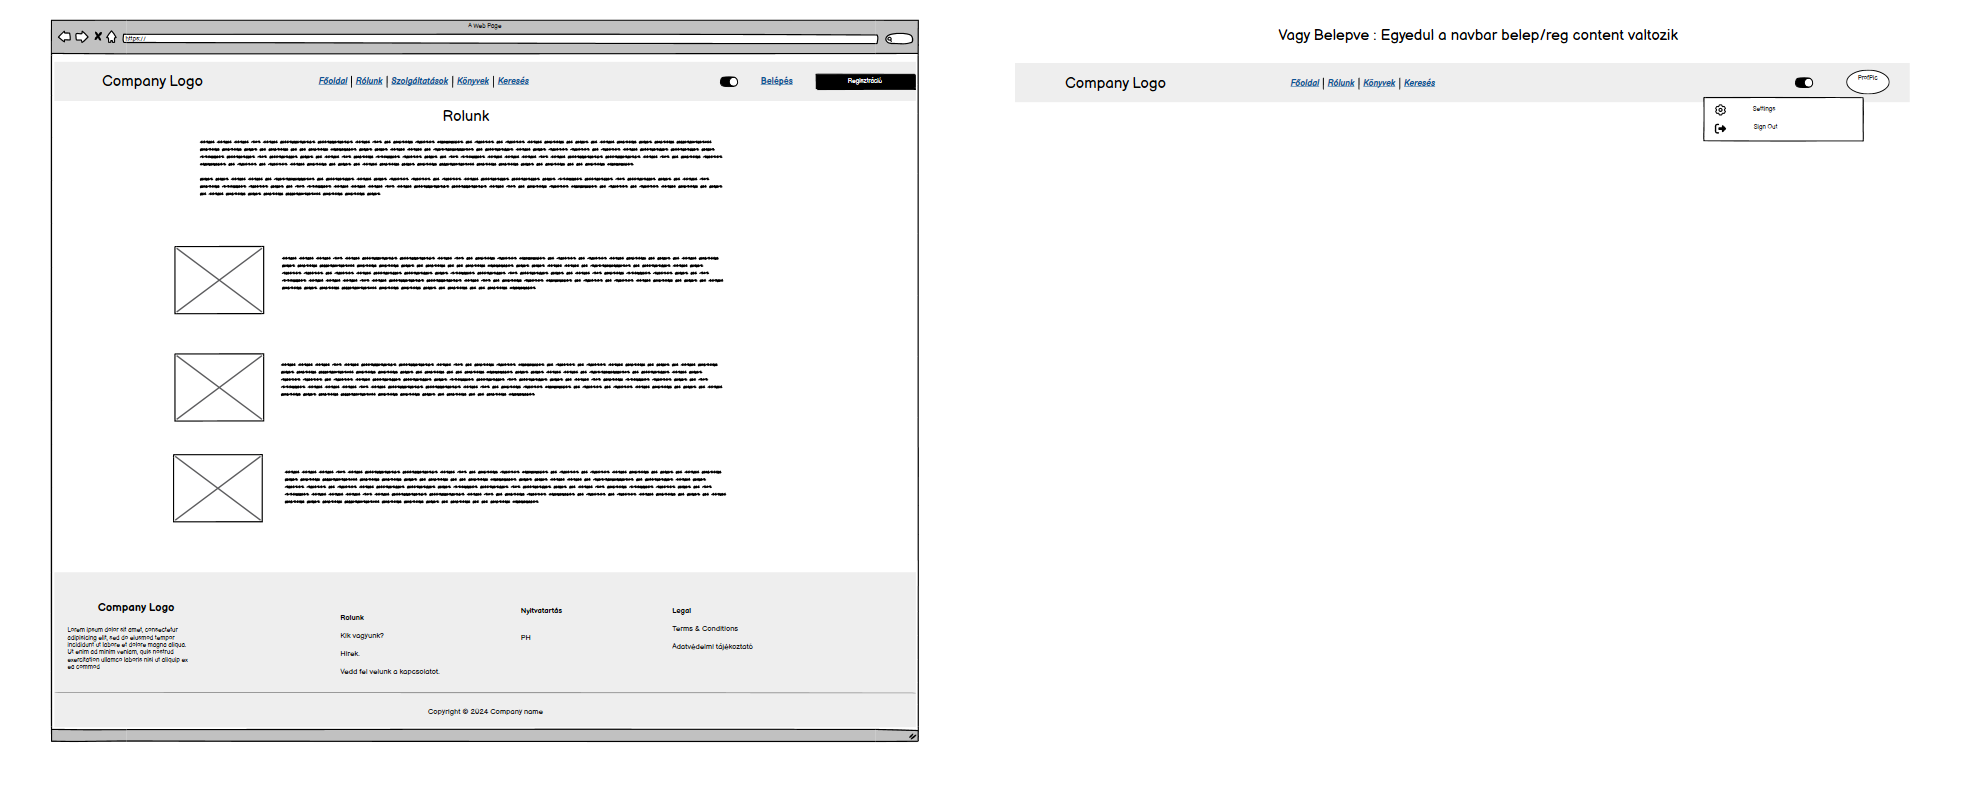 A Web Page
https://
Company Logo
Főoldal | Rólunk | Szolgáltatások | Könyvek | Keresés
Belépés
Regisztráció
Rolunk
Company Logo
Lorem ipsum dolor sit amet, consectetur
adipisicing elit, sed do eiusmod tempor
incididunt ut labore et dolore magna aliqua.
Ut enim ad minim veniam, quis nostrud
exercitation ullamco laboris nisi ut aliquip ex
ea commod
Rolunk
Kik vagyunk?
Hírek.
Vedd fel velunk a kapcsolatot.
Nyitvatartás
PH
Legal
Terms & Conditions
Adatvédelmi tájékoztató
Copyright © 2024 Company name
Vagy Belepve : Egyedul a navbar belep/reg content valtozik
Company Logo
Főoldal | Rólunk | Könyvek | Keresés
ProfPic
Settings
Sign Out